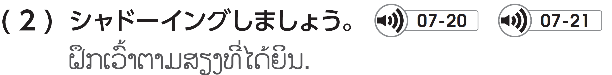 (2) シャドーイングしましょう。 07-20 07-21
ຝຶກເວົ້າຕາມສຽງທີ່ໄດ້ຍິນ.